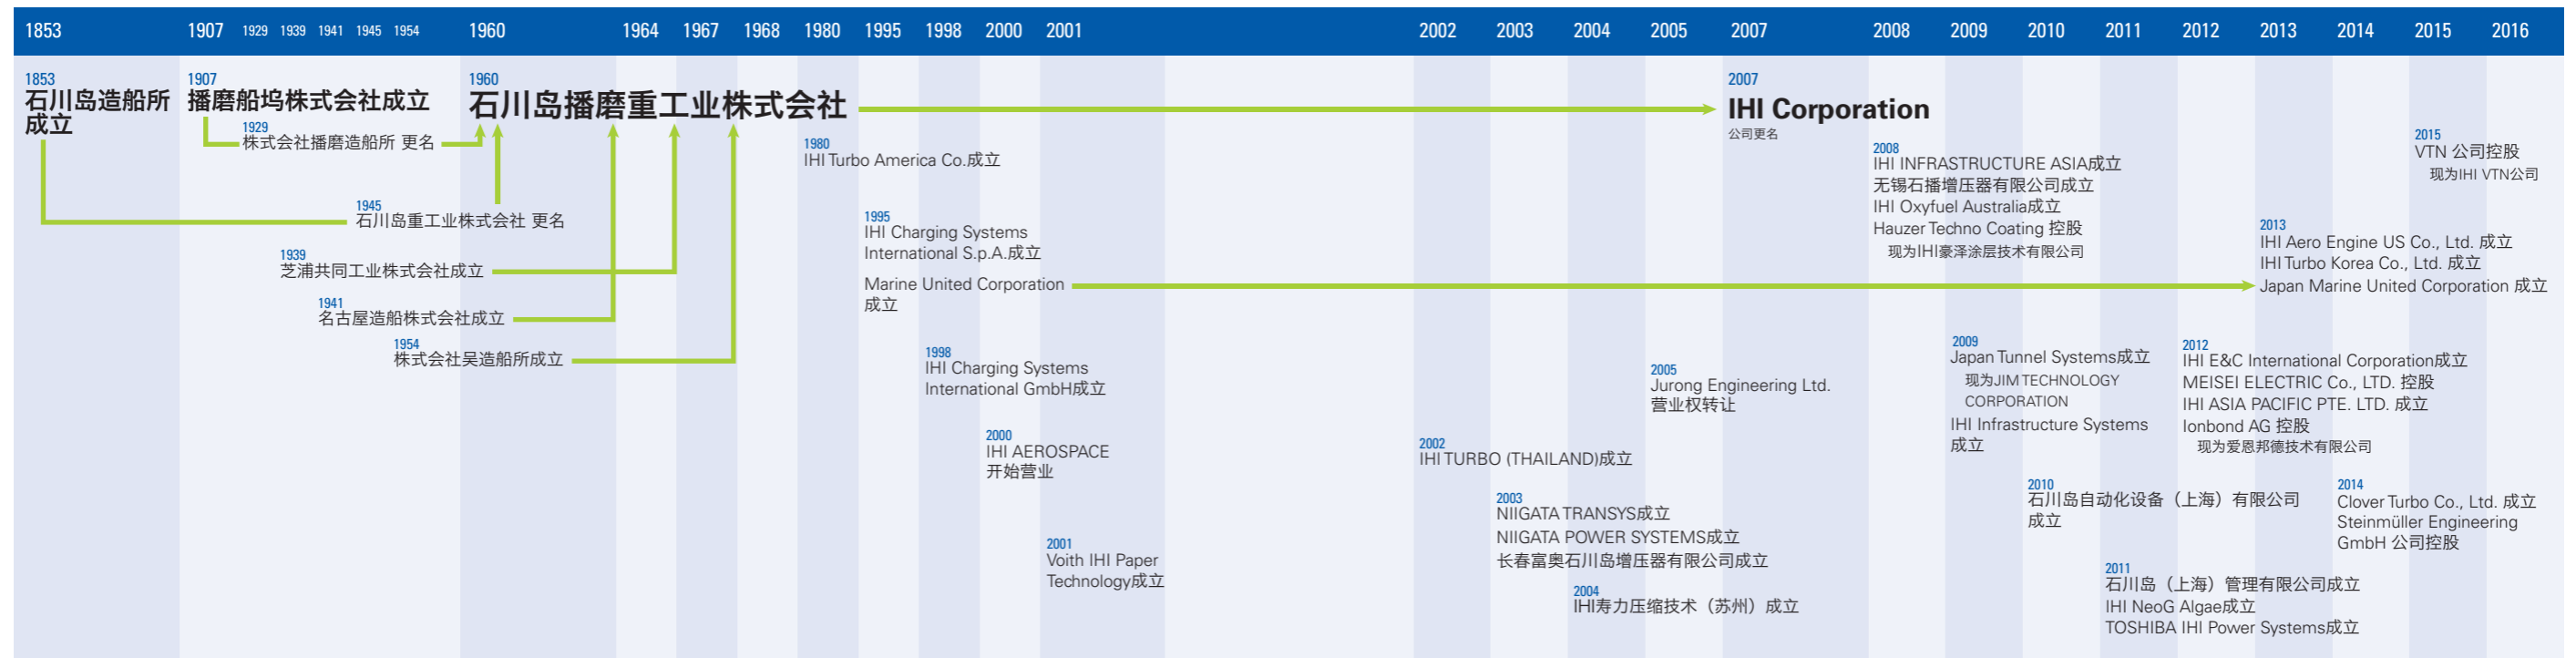 1853 1907 1929 1939 1941 1945 1954 1960 1964 1967 1968 1980 1995 1998 2000 2001 2002 2003 2004 2005 2007 2008 2009 2010 2011 2012 2013 2014 2015 2016
1853
石川岛造船所
成立
1907
播磨船坞株式会社成立
1929
株式会社播磨造船所 更名
1945
石川岛重工业株式会社 更名
1939
芝浦共同工业株式会社成立
1941
名古屋造船株式会社成立
1954
株式会社吴造船所成立
1960
石川岛播磨重工业株式会社
1980
IHI Turbo America Co.成立
1995
IHI Charging Systems
International S.p.A.成立
Marine United Corporation
成立
1998
IHI Charging Systems
International GmbH成立
2000
IHI AEROSPACE
开始营业
2001
Voith IHI Paper
Technology成立
2002
IHI TURBO (THAILAND)成立
2003
NIIGATA TRANSYS成立
NIIGATA POWER SYSTEMS成立
长春富奥石川岛增压器有限公司成立
2004
IHI寿力压缩技术（苏州）成立
2005
Jurong Engineering Ltd.
营业权转让
2007
IHI Corporation
公司更名
2008
IHI INFRASTRUCTURE ASIA成立
无锡石播增压器有限公司成立
IHI Oxyfuel Australia成立
Hauzer Techno Coating 控股
现为IHI豪泽涂层技术有限公司
2009
Japan Tunnel Systems成立
现为JIM TECHNOLOGY
CORPORATION
IHI Infrastructure Systems
成立
2010
石川岛自动化设备（上海）有限公司
成立
2011
石川岛（上海）管理有限公司成立
IHI NeoG Algae成立
TOSHIBA IHI Power Systems成立
2012
IHI E&C International Corporation成立
MEISEI ELECTRIC Co., LTD. 控股
IHI ASIA PACIFIC PTE. LTD. 成立
Ionbond AG 控股
现为爱恩邦德技术有限公司
2013
IHI Aero Engine US Co., Ltd. 成立
IHI Turbo Korea Co., Ltd. 成立
Japan Marine United Corporation 成立
2014
Clover Turbo Co., Ltd. 成立
Steinmüller Engineering
GmbH 公司控股
2015
VTN 公司控股
现为IHI VTN公司